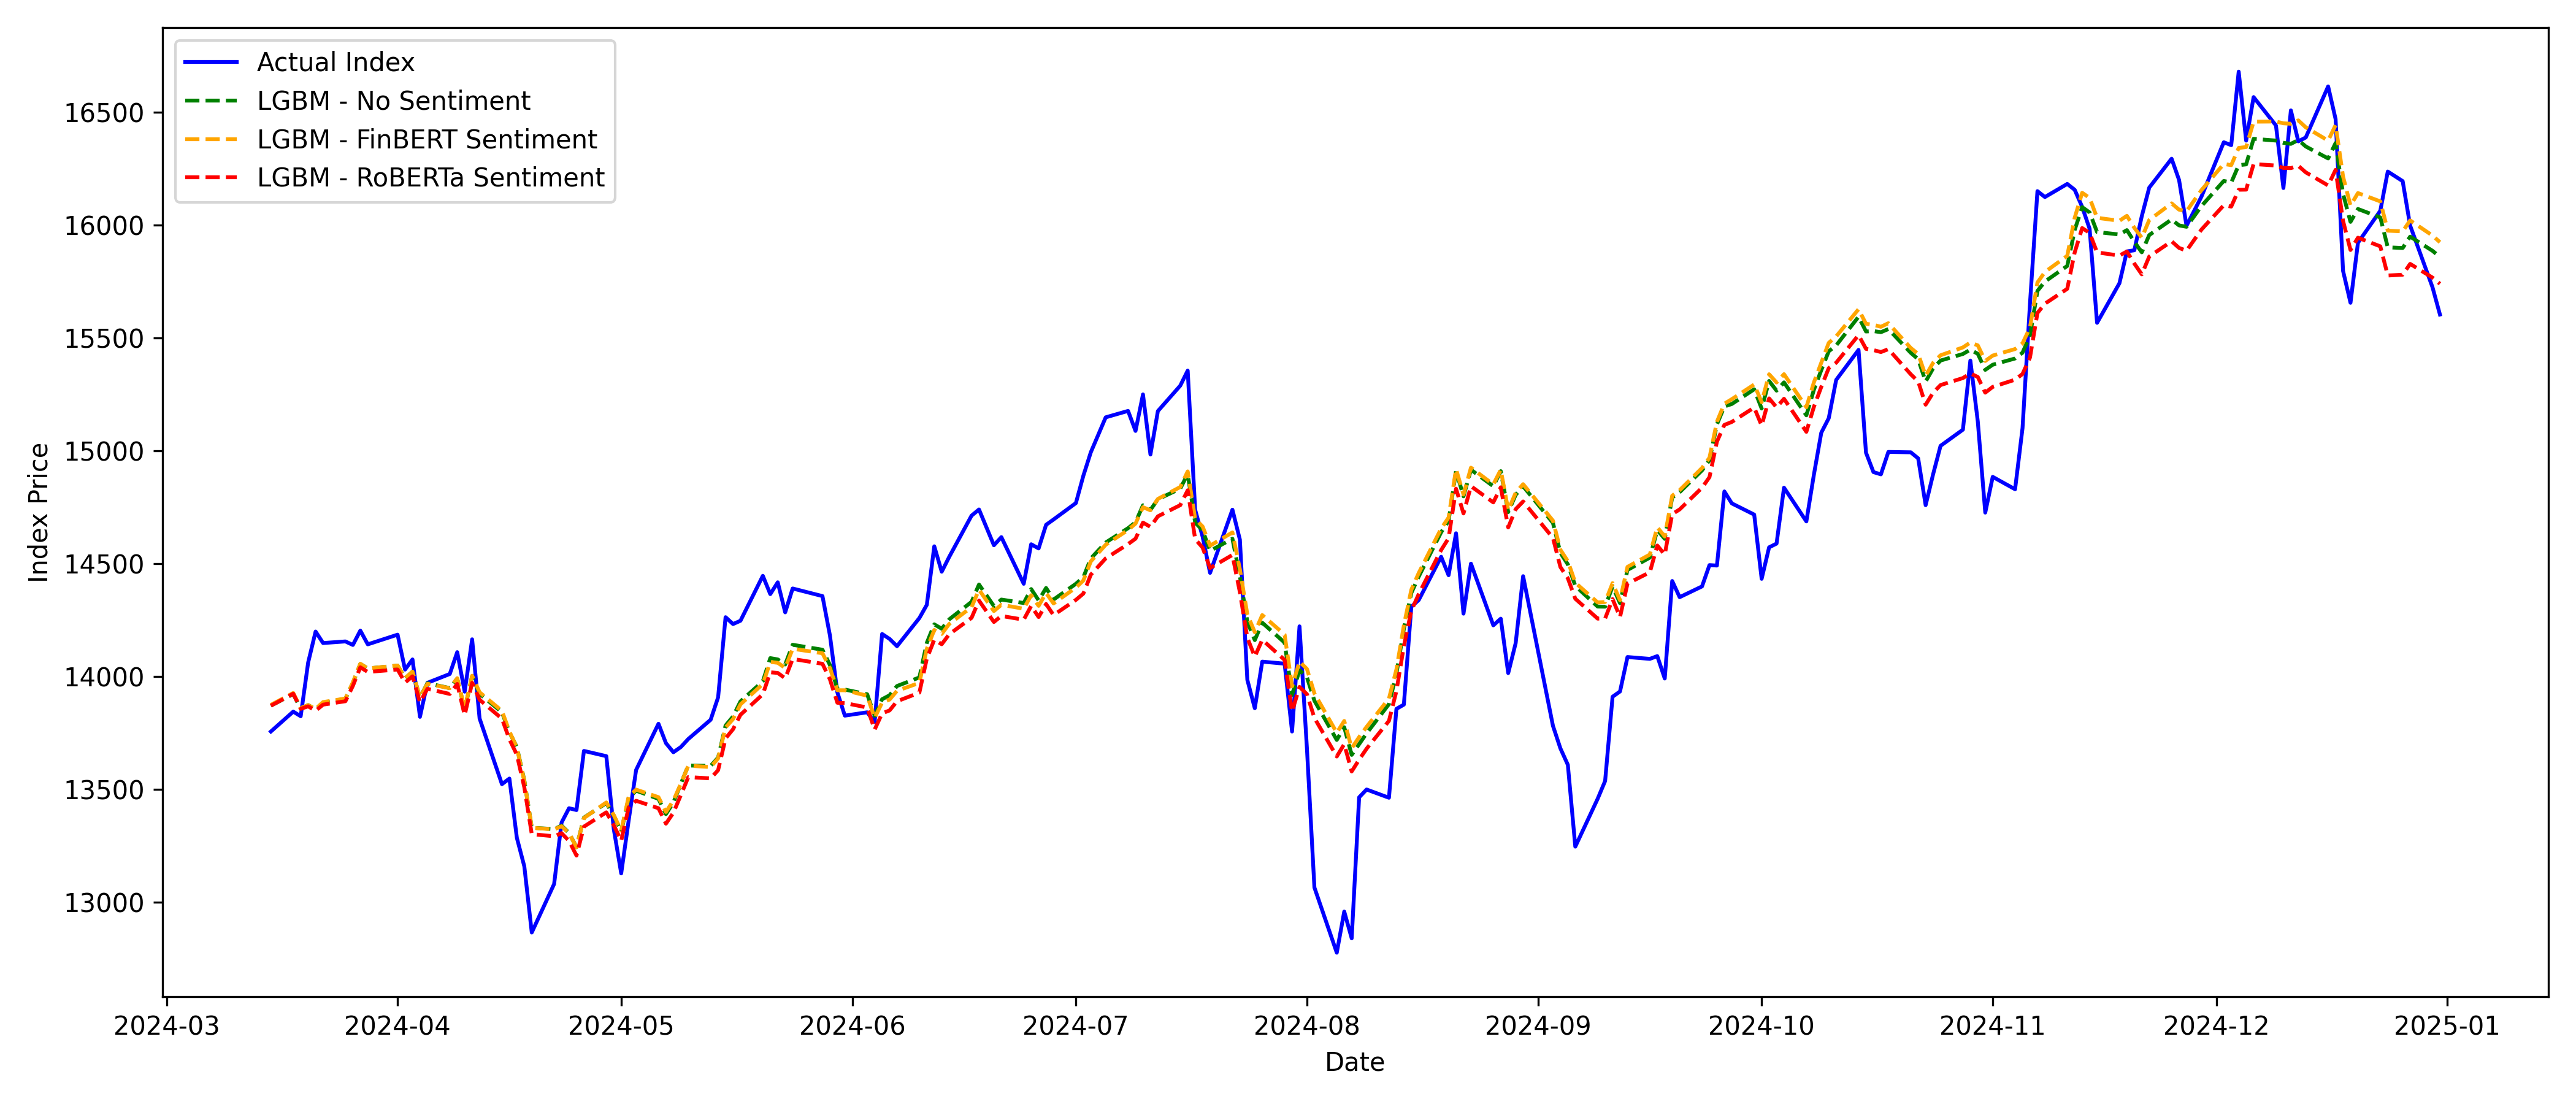 Actual Index
LGBM - No Sentiment
LGBM - FinBERT Sentiment
LGBM - RoBERTa Sentiment
16500
16000
15500
15000
14500
14000
13500
13000
Index Price
2024-03 2024-04 2024-05 2024-06 2024-07 2024-08 2024-09 2024-10 2024-11 2024-12 2025-01
Date